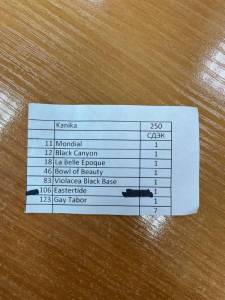 Kanika 250
СДЭК
11 Mondial 1
12 Black Canyon 1
18 La Belle Epoque 1
46 Bowl of Beauty 1
83 Violacea Black Base 1
106 Eastertide 1
123 Gay Tabor 1
7